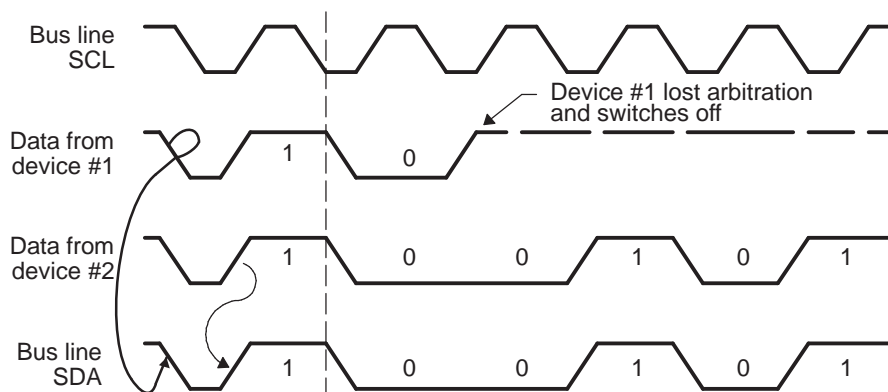 Bus line
SCL
Device #1 lost arbitration
and switches off
Data from
device #1
1 0
Data from
device #2
1 0 0 1 0 1
Bus line
SDA
1 0 0 1 0 1